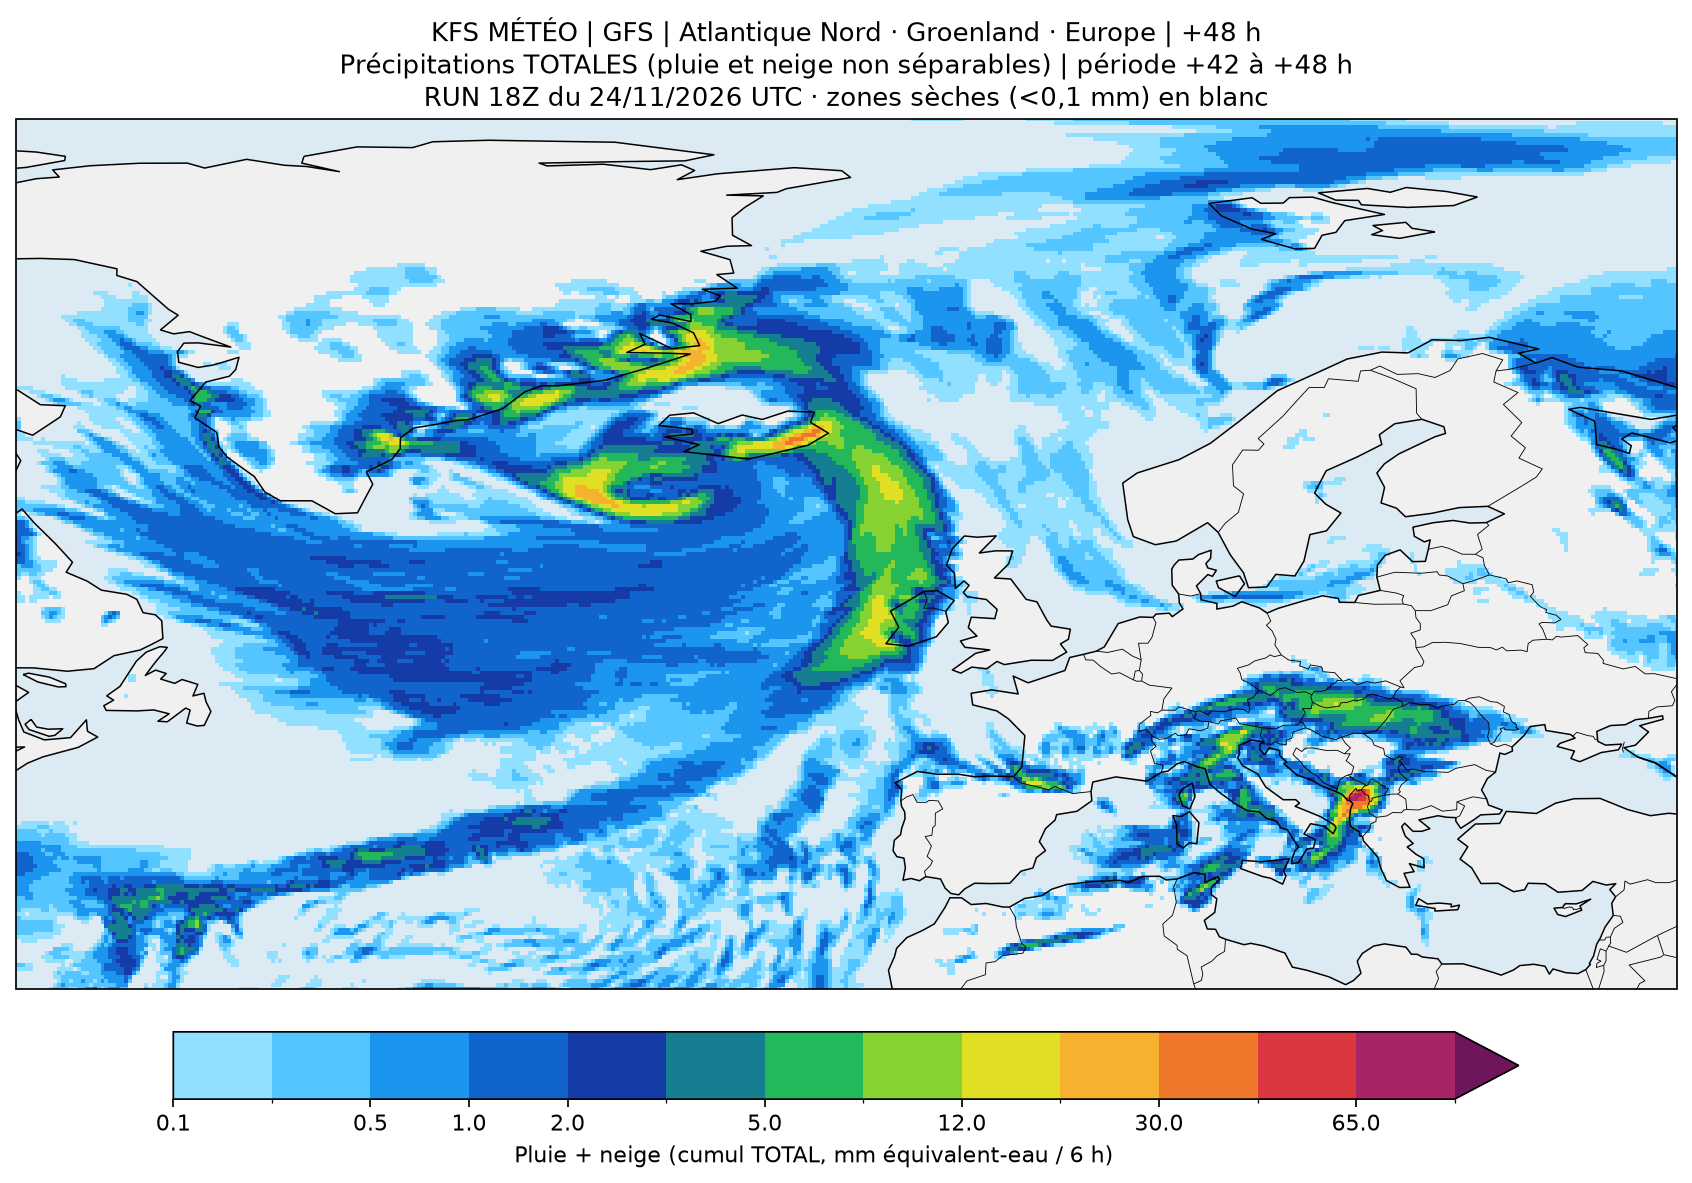 KFS MÉTÉO | GFS | Atlantique Nord · Groenland · Europe | +48 h
Précipitations TOTALES (pluie et neige non séparables) | période +42 à +48 h
RUN 18Z du 24/11/2026 UTC · zones sèches (<0,1 mm) en blanc
0.1 0.5 1.0 2.0 5.0 12.0 30.0 65.0
Pluie + neige (cumul TOTAL, mm équivalent-eau / 6 h)